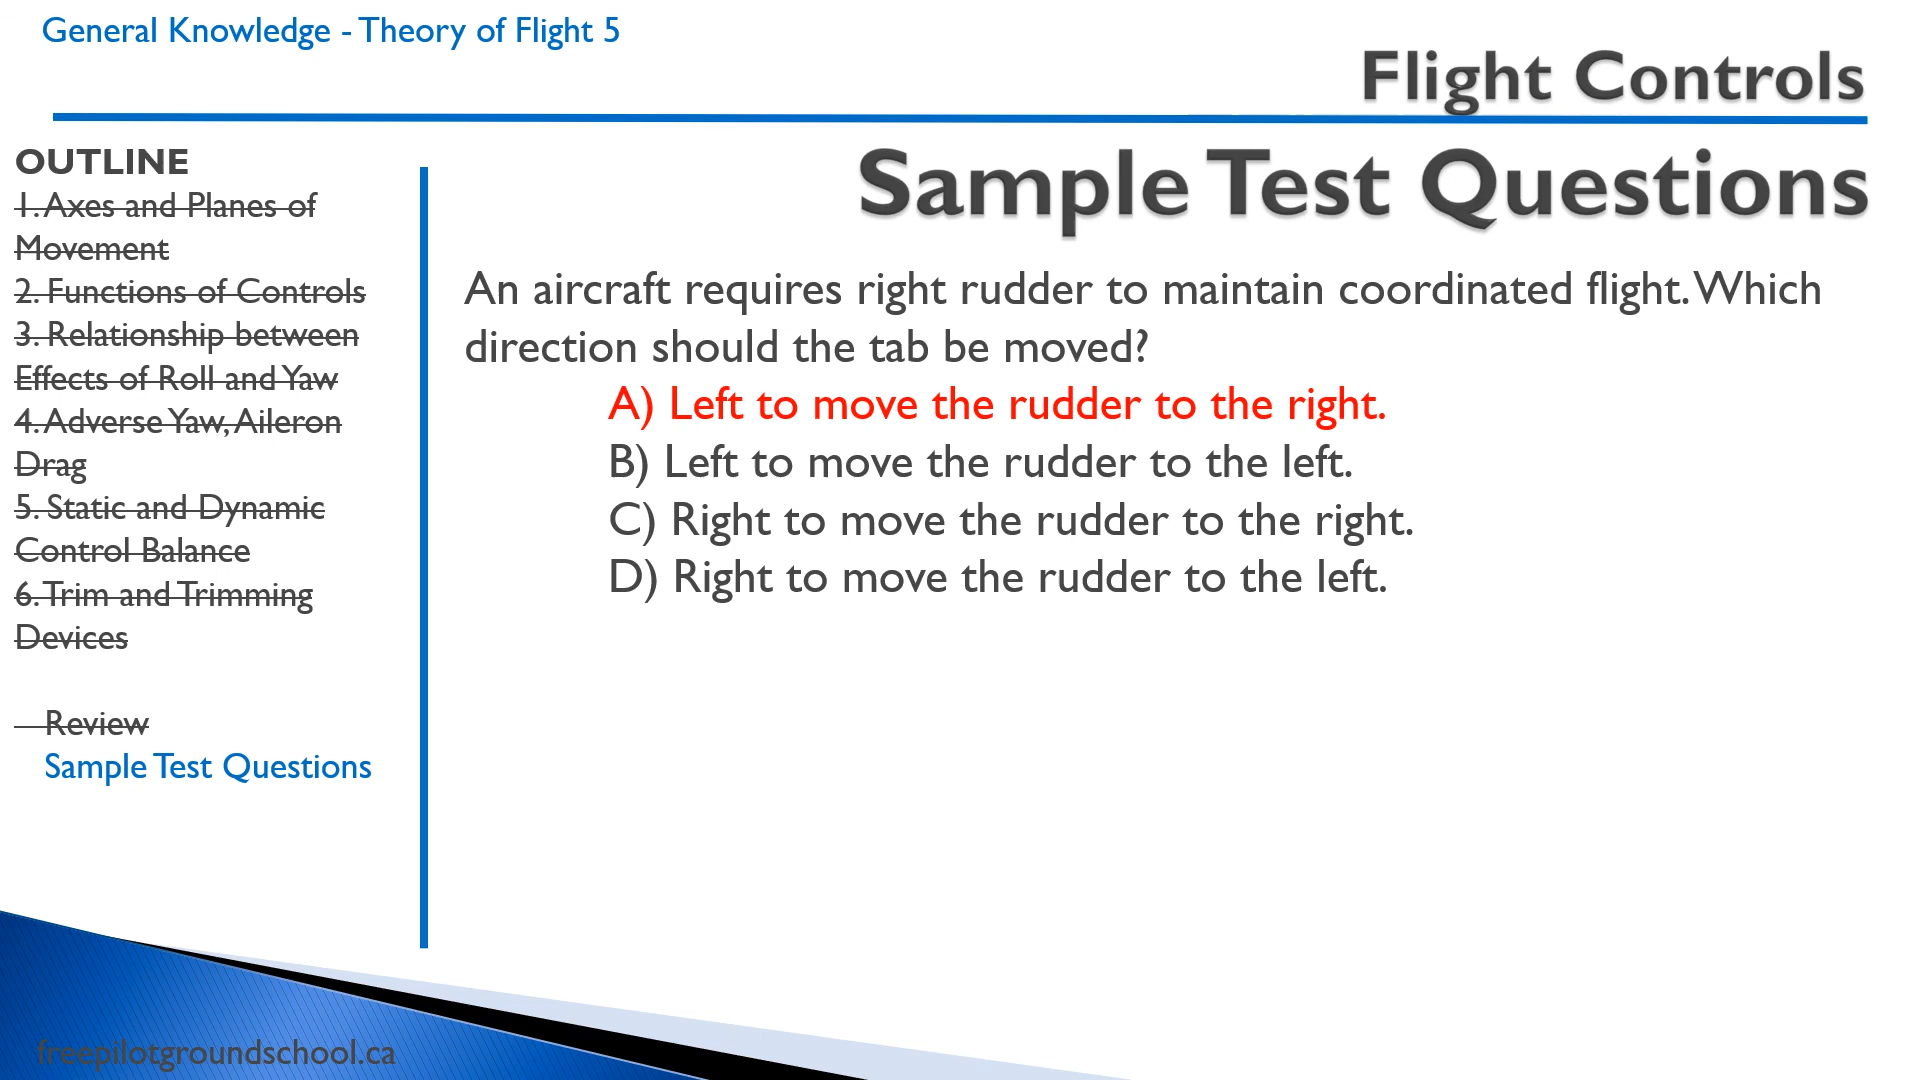 General Knowledge - Theory of Flight 5
Flight Controls
OUTLINE
1. Axes and Planes of
Movement
2. Functions of Controls
3. Relationship between
Effects of Roll and Yaw
4. Adverse Yaw, Aileron
Drag
5. Static and Dynamic
Control Balance
6. Trim and Trimming
Devices
Review
Sample Test Questions
Sample Test Questions
An aircraft requires right rudder to maintain coordinated flight. Which
direction should the tab be moved?
A) Left to move the rudder to the right.
B) Left to move the rudder to the left.
C) Right to move the rudder to the right.
D) Right to move the rudder to the left.
freepilotgroundschool.ca